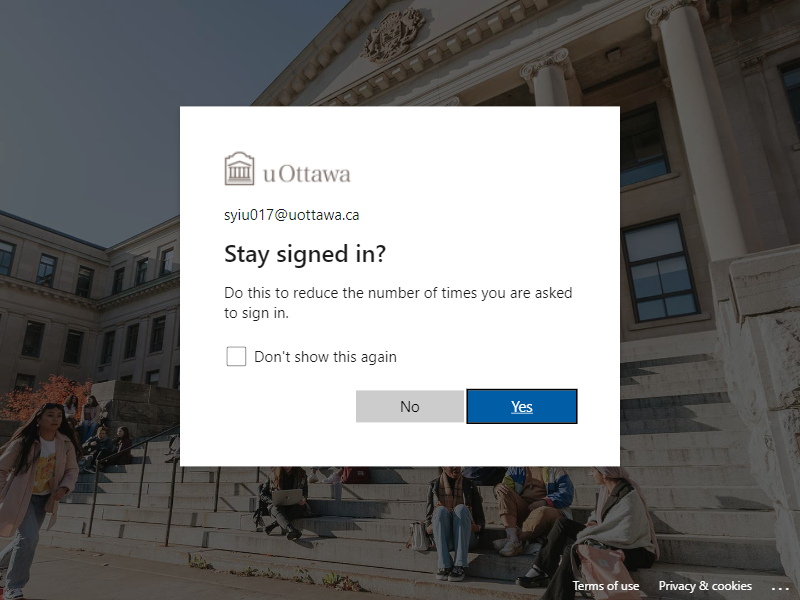 uOttawa
syiu017@uottawa.ca
Stay signed in?
Do this to reduce the number of times you are asked
to sign in.
Don't show this again
No
Yes
Terms of use
Privacy & cookies
...